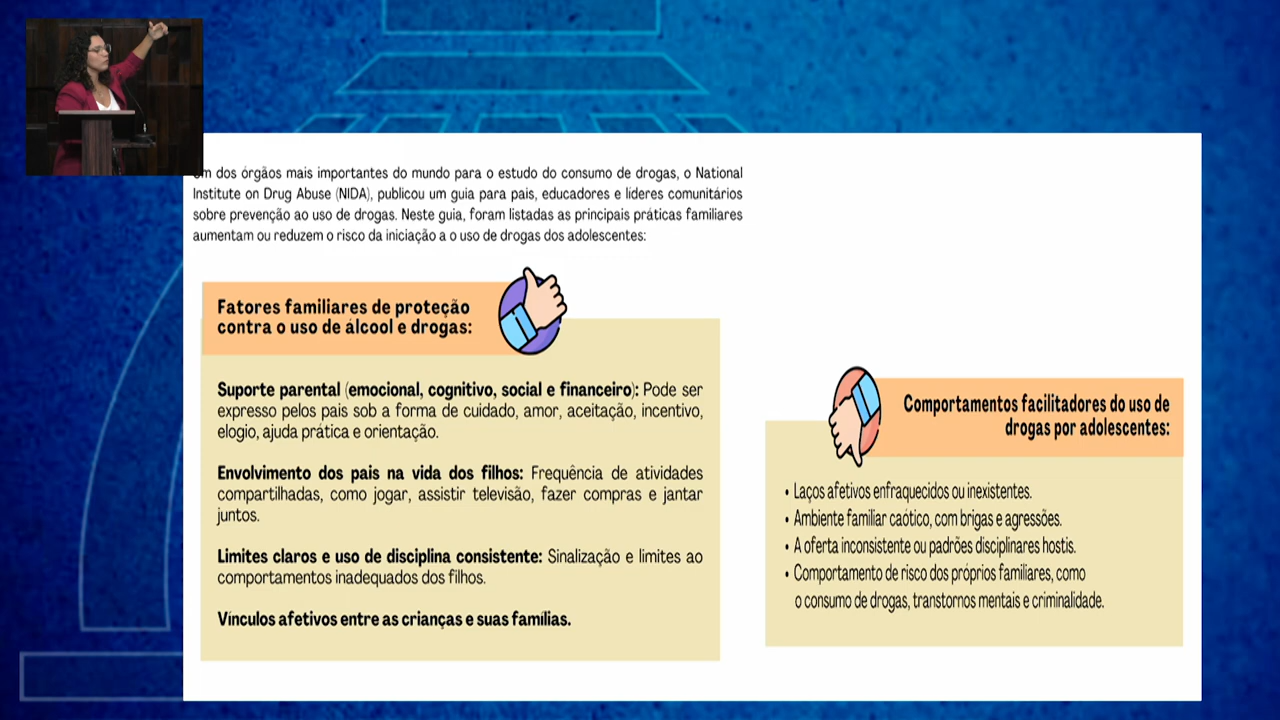 Um dos órgãos mais importantes do mundo para o estudo do consumo de drogas, o National
Institute on Drug Abuse (NIDA), publicou um guia para pais, educadores e líderes comunitários
sobre prevenção ao uso de drogas. Neste guia, foram listadas as principais práticas familiares
aumentam ou reduzem o risco da iniciação a o uso de drogas dos adolescentes:
Fatores familiares de proteção
contra o uso de álcool e drogas:
Suporte parental (emocional, cognitivo, social e financeiro): Pode ser
expresso pelos pais sob a forma de cuidado, amor, aceitação, incentivo,
elogio, ajuda prática e orientação.
Envolvimento dos pais na vida dos filhos: Frequência de atividades
compartilhadas, como jogar, assistir televisão, fazer compras e jantar
juntos.
Limites claros e uso de disciplina consistente: Sinalização e limites ao
comportamentos inadequados dos filhos.
Vínculos afetivos entre as crianças e suas famílias.
Comportamentos facilitadores do uso de
drogas por adolescentes:
• Laços afetivos enfraquecidos ou inexistentes.
• Ambiente familiar caótico, com brigas e agressões.
• A oferta inconsistente ou padrões disciplinares hostis.
• Comportamento de risco dos próprios familiares, como
o consumo de drogas, transtornos mentais e criminalidade.